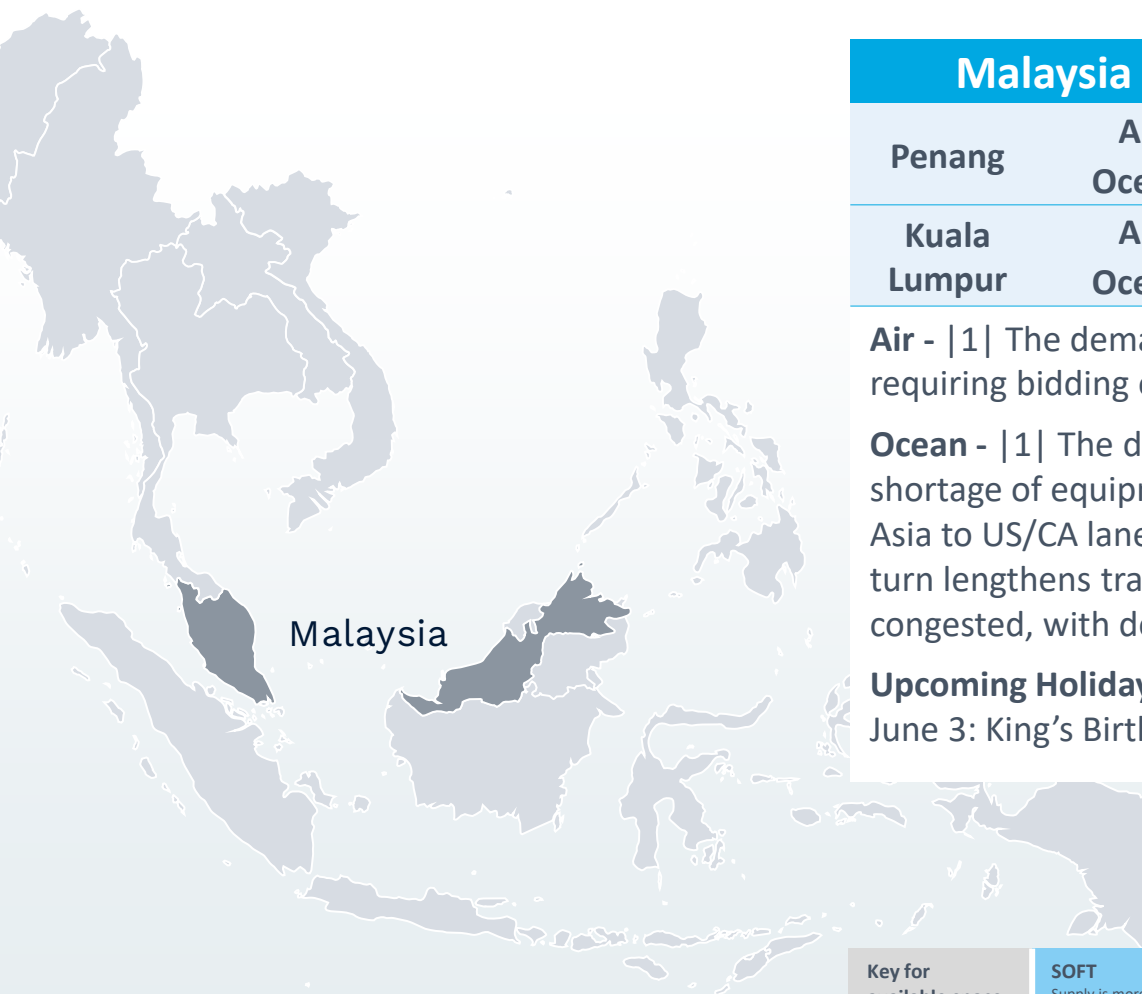 Malaysia
Malaysia
Penang
A
Oce
Kuala
Lumpur
A
Oce
Air - |1| The dema
requiring bidding
Ocean - |1| The d
shortage of equipr
Asia to US/CA lane
turn lengthens tra
congested, with de
Upcoming Holiday
June 3: King's Birth
Key for
SOFT